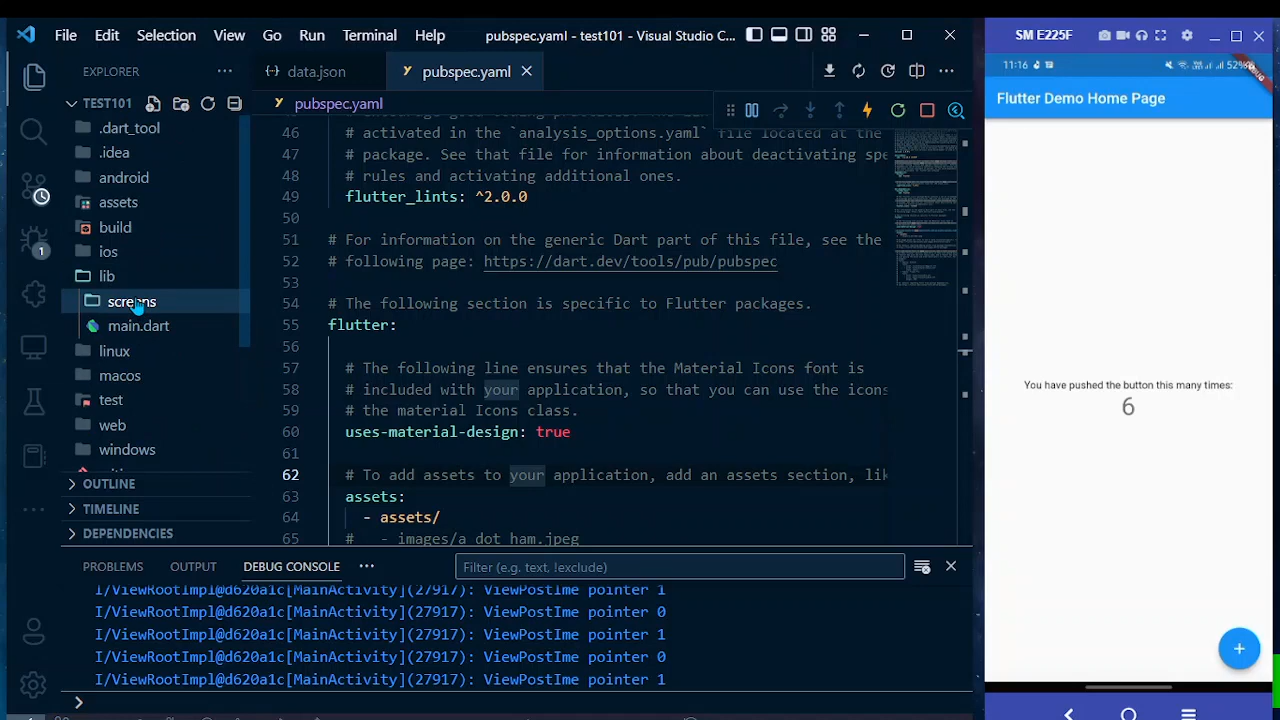 File Edit Selection View Go Run Terminal Help pubspec.yaml - test101 - Visual Studio C...
EXPLORER
TEST101
.dart_tool
.idea
android
assets
build
ios
lib
screens
main.dart
linux
macos
test
web
windows
OUTLINE
TIMELINE
DEPENDENCIES
1
data.json pubspec.yaml
pubspec.yaml
46
47 # activated in the `analysis_options.yaml` file located at the
# package. See that file for information about deactivating spe
48 # rules and activating additional ones.
49 flutter_lints: ^2.0.0
50
51 # For information on the generic Dart part of this file, see the
52 # following page: https://dart.dev/tools/pub/pubspec
53
54 # The following section is specific to Flutter packages.
55 flutter:
56
57 # The following line ensures that the Material Icons font is
58 # included with your application, so that you can use the icons
59 # the material Icons class.
60 uses-material-design: true
61
62 # To add assets to your application, add an assets section, lik
63 assets:
64 - assets/
65 # - images/a_dot_ham.jpeg
PROBLEMS OUTPUT DEBUG CONSOLE
Filter (e.g. text, !exclude)
I/ViewRootImpl@d620a1c[MainActivity](27917): ViewPostIme pointer 1
I/ViewRootImpl@d620a1c[MainActivity](27917): ViewPostIme pointer 0
I/ViewRootImpl@d620a1c[MainActivity](27917): ViewPostIme pointer 1
I/ViewRootImpl@d620a1c[MainActivity](27917): ViewPostIme pointer 0
I/ViewRootImpl@d620a1c[MainActivity](27917): ViewPostIme pointer 1
SM E225F
11:16 52%
DEBUG
Flutter Demo Home Page
You have pushed the button this many times:
6